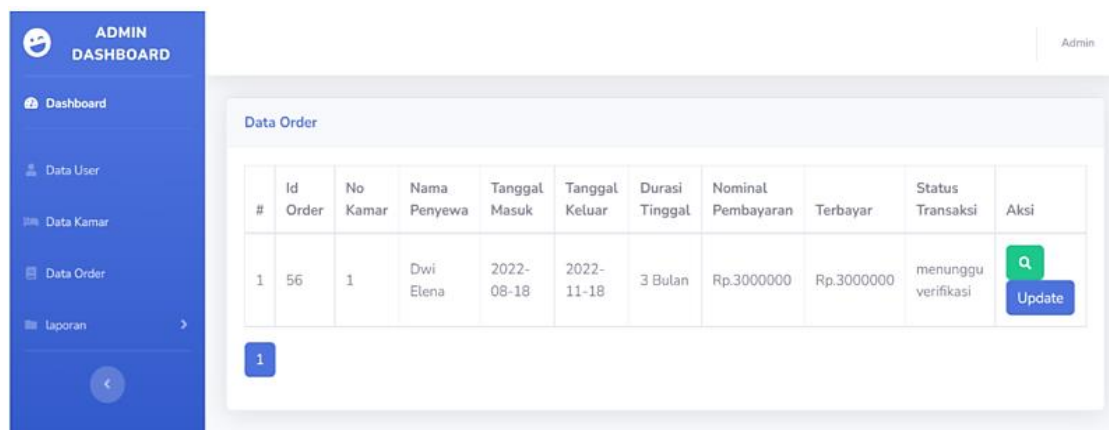 ADMIN
DASHBOARD
Admin
Dashboard
Data User
Data Kamar
Data Order
laporan
Data Order
# Id Order No Kamar Nama Penyewa Tanggal Masuk Tanggal Keluar Durasi Tinggal Nominal Pembayaran Terbayar Status Transaksi Aksi
1 56 1 Dwi Elena 2022-08-18 2022-11-18 3 Bulan Rp.3000000 Rp.3000000 menunggu verifikasi Update
1